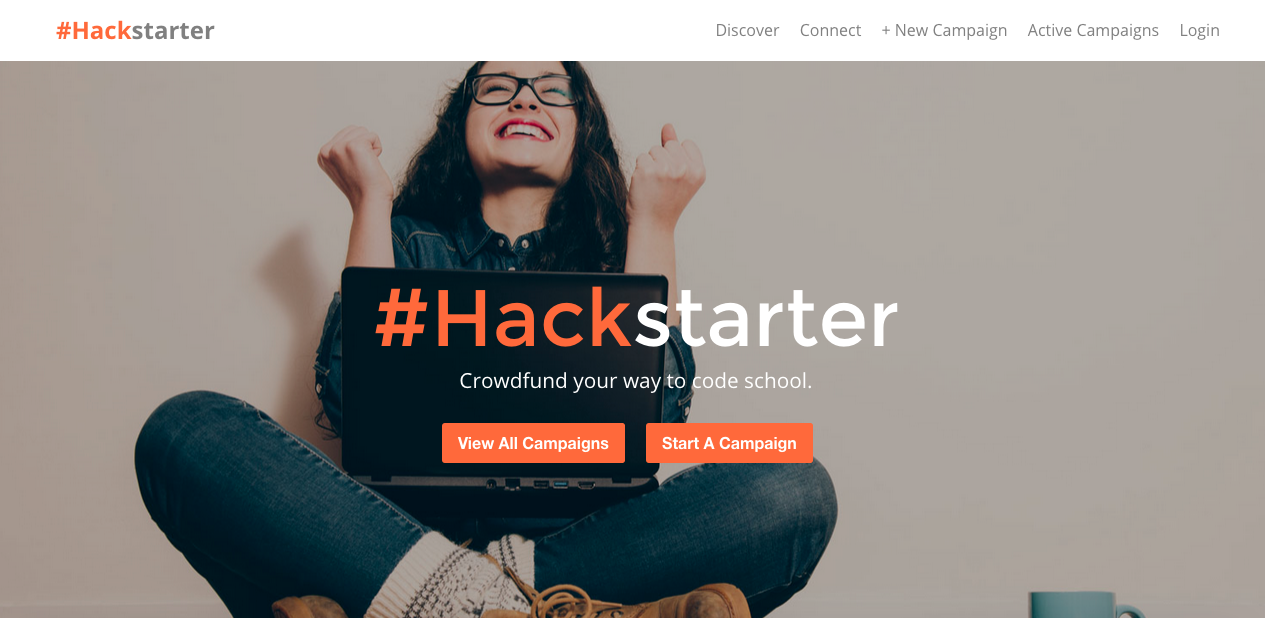 #Hackstarter
Discover Connect + New Campaign Active Campaigns Login
#Hackstarter
Crowdfund your way to code school.
View All Campaigns Start A Campaign